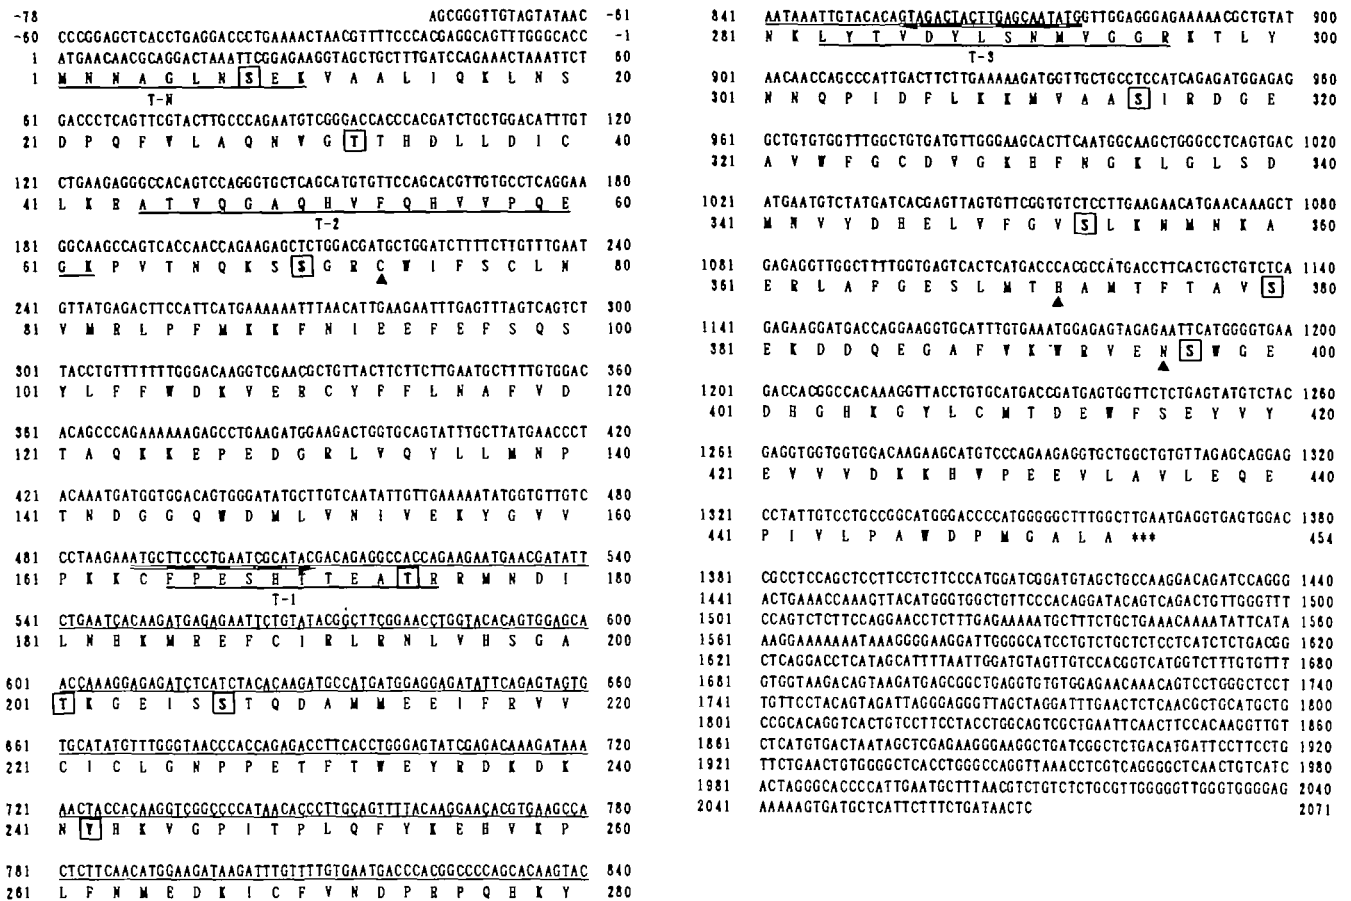 -78 AGCGGGTTGTAGTATAAC -61
-60 CCCGGAGCTCACCTGAGGACCCTGAAAACTAACGTTTTTCCCACGAGGCAGTTTGGGCACC -1
1 ATGAACAACGCAGGACTAAATTCGGAGAAGGTAGCTGCTTTGATCCAGAAACTAAATTCT 60
1 M N N A G L N S E K V A A L I Q K L N S 20
T-N
61 GACCCTCAGTTCGTACTTGCCCAGAATGTCGGGACCACCCACGATCTGCTGGACATTTGT 120
21 D P Q F V L A Q N V G T T H D L L D I C 40
121 CTGAAGAGGGCCACAGTCCAGGGTGCTCAGCATGTGTTCCAGCACGTTGTGCCTCAGGAA 180
41 L K R A T V Q G A Q H V F Q H V V P Q E 60
T-2
181 GGCAAGCCAGTCACCAACCAGAAGAGCTCTGGACGATGCTGGATCTTTTCTTGTTTGAAT 240
61 G K P V T N Q K S S G R C W I F S C L N 80
241 GTTATGAGACTTCCATTCATGAAAAAATTTAACATTGAAGAATTTGAGTTTAGTCAGTCT 300
81 V M R L P F M K K F N I E E F E F S Q S 100
301 TACCTGTTTTTTTGGGACAAGGTCGAACGCTGTTACTTCTTCTTGAATGCTTTTGTGGAC 360
101 Y L F F W D K V E R C Y F F L N A F V D 120
361 ACAGCCCAGAAAAAAGAGCCTGAAGATGGAAGACTGGTGCAGTATTTGCTTATGAACCCT 420
121 T A Q K K E P E D G R L V Q Y L L M N P 140
421 ACAAATGATGGTGGACAGTGGGATATGCTTGTCAATATTGTTGAAAAATATGGTGTTGTC 480
141 T N D G G Q W D M L V N I V E K Y G V V 160
481 CCTAAGAAATGCTTCCCTGAATCGCATACGACAGAGGCCACCAGAAGAATGAACGATATT 540
161 P K K C F P E S H T T E A T R R M N D I 180
T-1
541 CTGAATCACAAGATGAGAGAATTCTGTATACGGCTTCGGAACCTGGTACACAGTGGAGCA 600
181 L N H K M R E F C I R L R N L V H S G A 200
601 ACCAAAGGAGAGATCTCATCTACACAAGATGCCATGATGGAGGAGATATTCAGAGTAGTG 660
201 T K G E I S S T Q D A M M E E I F R V V 220
661 TGCATATGTTTGGGTAACCCACCAGAGACCTTCACCTGGGAGTATCGAGACAAAGATAAA 720
221 C I C L G N P P E T F T W E Y R D K D K 240
721 AACTACCACAAGGTCGGCCCCATAACACCCTTGCAGTTTTACAAGGAACACGTGAAGCCA 780
241 N Y H K V G P I T P L Q F Y K E H V K P 260
781 CTCTTCAACATGGAAGATAAGATTTGTTTTGTGAATGACCCACGGCCCCAGCACAAGTAC 840
261 L F N M E D K I C F V N D P R P Q H K Y 280
841 AATAAATTGTACACAGTAGACTACTTGAGCAATATGGTTGGAGGGAGAAAAACGCTGTAT 900
281 N K L Y T V D Y L S N M V G G R K T L Y 300
T-3
901 AACAACCAGCCCATTGACTTCTTGAAAAAGATGGTTGCTGCCTCCATCAGAGATGGAGAG 960
301 N N Q P I D F L K K M V A A S I R D G E 320
961 GCTGTGTGGTTTGGCTGTGATGTTGGGAAGCACTTCAATGGCAAGCTGGGCCTCAGTGAC 1020
321 A V W F G C D V G K H F N G K L G L S D 340
1021 ATGAATGTCTATGATCACGAGTTAGTGTTCGGTGTCTCCTTGAAGAACATGAACAAAGCT 1080
341 M N V Y D H E L V F G V S L K N M N K A 360
1081 GAGAGGTTGGCTTTTGGTGAGTCACTCATGACCCACGCCATGACCTTCACTGCTGTCTCA 1140
361 E R L A F G E S L M T H A M T F T A V S 380
1141 GAGAAGGATGACCAGGAAGGTGCATTTGTGAAATGGAGAGTAGAGAATTCATGGGGTGAA 1200
381 E K D D Q E G A F V K W R V E N S W G E 400
1201 GACCACGGCCACAAAGGTTACCTGTGCATGACCGATGAGTGGTTCTCTGAGTATGTCTAC 1260
401 D H G H K G Y L C M T D E W F S E Y V Y 420
1261 GAGGTGGTGGTGGACAAGAAGCATGTCCCAGAAGAGGTGCTGGCTGTGTTAGAGCAGGAG 1320
421 E V V V D K K H V P E E V L A V L E Q E 440
1321 CCTATTGTCCTGCCGGCATGGGACCCCATGGGGGCTTTGGCTTGAATGAGGTGAGTGGAC 1380
441 P I V L P A W D P M G A L A *** 454
1381 CGCCTCCAGCTCCTTCCTCTTCCCATGGATCGGATGTAGCTGCCAAGGACAGATCCAGGG 1440
1441 ACTGAAACCAAAGTTACATGGGTGGCTGTTCCCACAGGATACAGTCAGACTGTTGGGTTT 1500
1501 CCAGTCTCTTCCAGGAACCTCTTTGAGAAAAATGCTTTCTGCTGAAACAAAATATTCATA 1560
1561 AAGGAAAAAAATAAAGGGGAAGGATTGGGGCATCCTGTCTGCTCTCCTCATCTCTGACGG 1620
1621 CTCAGGACCTCATAGCATTTTAATTGGATGTAGTTGTCCACGGTCATGGTCTTTGTGTTT 1680
1681 GTGGTAAGACAGTAAGATGAGCGGCTGAGGTGTGTGGAGAACAAACAGTCCTGGGCTCCT 1740
1741 TGTTCCTACAGTAGATTAGGGAGGGTTAGCTAGGATTTGAACTCTCAACGCTGCATGCTG 1800
1801 CCGCACAGGTCACTGTCCTTCCTACCTGGCAGTCGCTGAATTCAACTTCCACAAGGTTGT 1860
1861 CTCATGTGACTAATAGCTCGAGAAGGGAAGGCTGATCGGCTCTGACATGATTCCTTCCTG 1920
1921 TTCTGAACTGTGGGGCTCACCTGGGCCAGGTTAAACCTCGTCAGGGGCTCAACTGTCATC 1980
1981 ACTAGGGCACCCCATTGAATGCTTTAACGTCTGTCTCTGCGTTGGGGGTTGGGTGGGGAG 2040
2041 AAAAAGTGATGCTCATTCTTTCTGATAACTC 2071